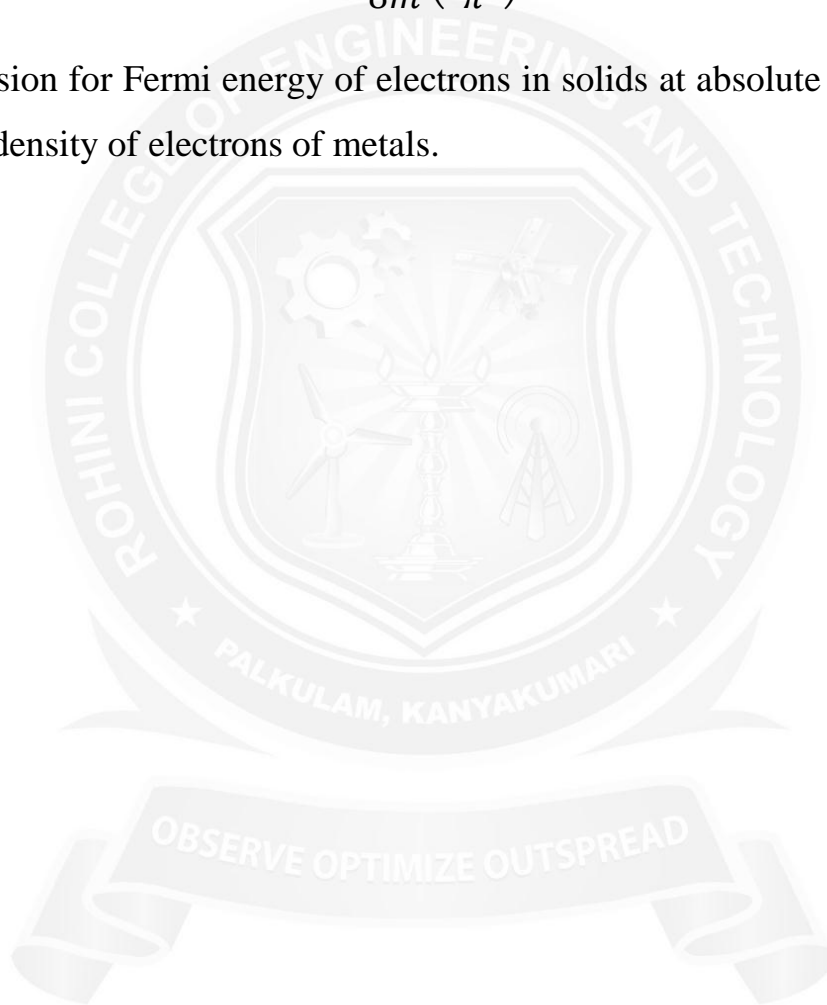 sion for Fermi energy of electrons in solids at absolute
density of electrons of metals.
ROHINI COLLEGE OF ENGINEERING AND TECHNOLOGY
PALKULAM, KANYAKUMARI
OBSERVE OPTIMIZE OUTSPREAD